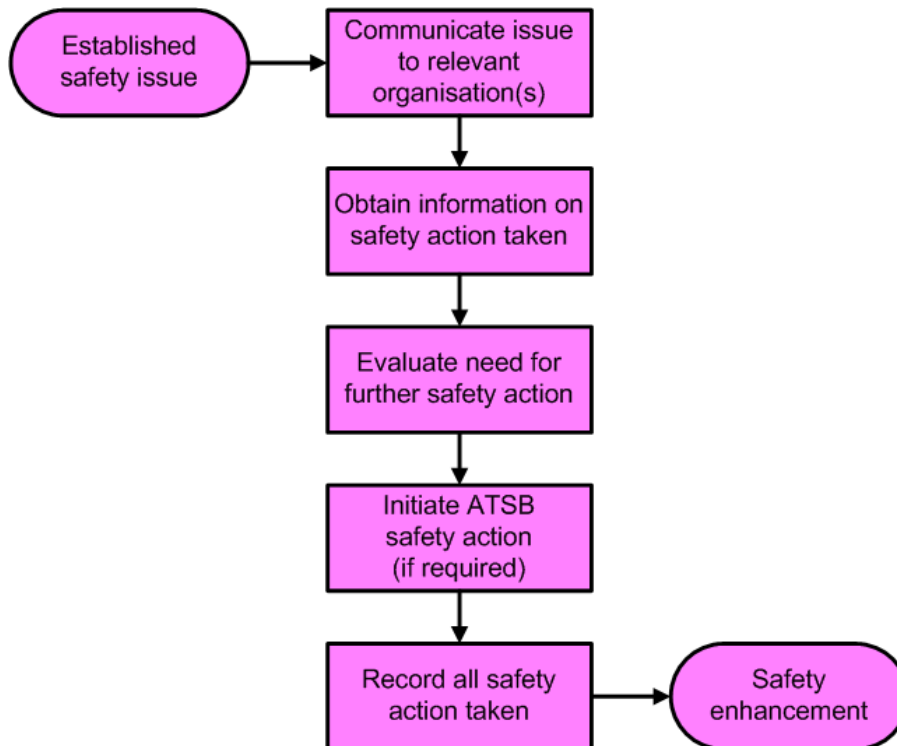 Established
safety issue
Communicate issue
to relevant
organisation(s)
Obtain information on
safety action taken
Evaluate need for
further safety action
Initiate ATSB
safety action
(if required)
Record all safety
action taken
Safety
enhancement